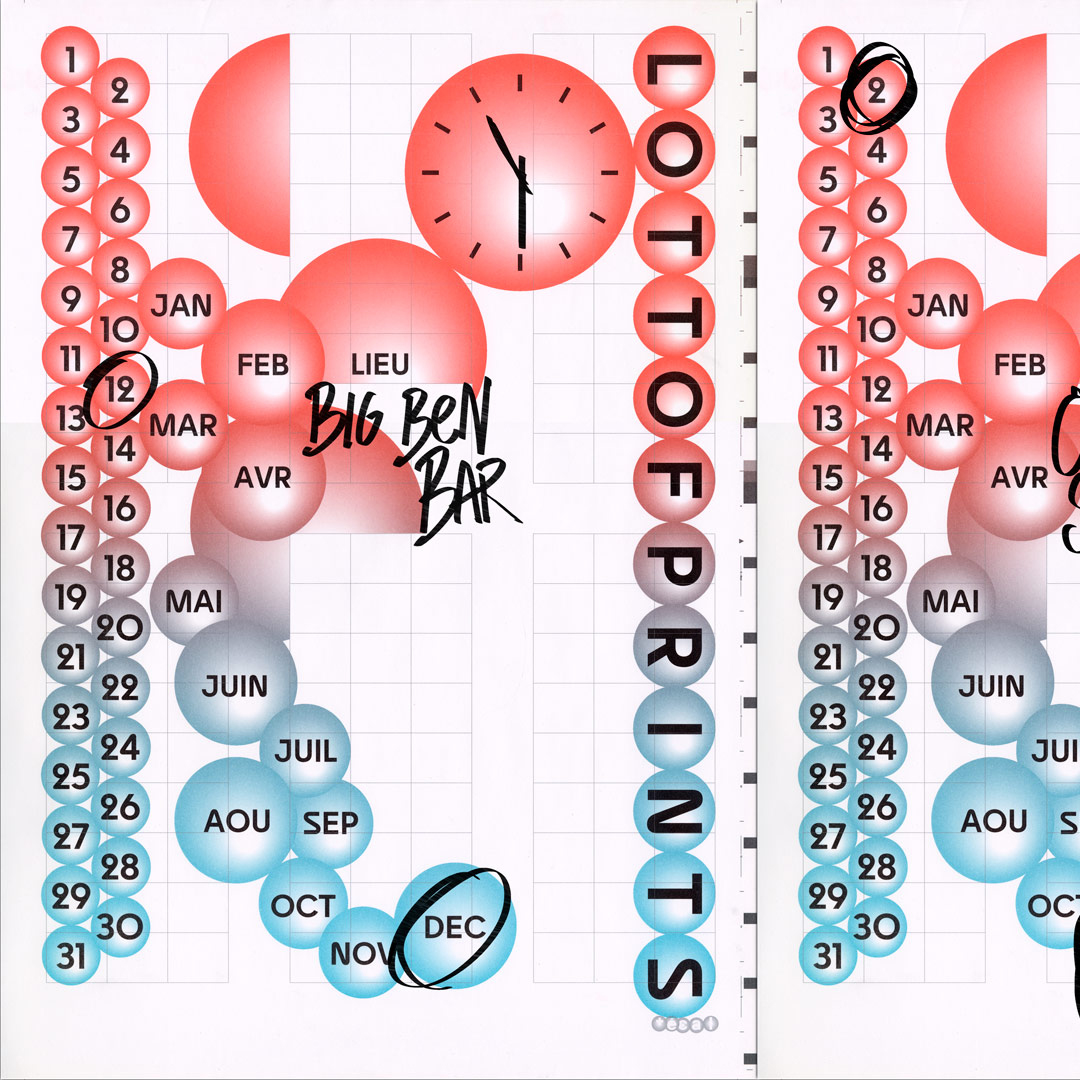 1
2
3
4
5
6
7
8
9
10
11
12
13
14
15
16
17
18
19
20
21
22
23
24
25
26
27
28
29
30
31
JAN
FEB
MAR
AVR
MAI
JUIN
JUIL
AOU
SEP
OCT
NOV
DEC
LIEU
BIG BeN
BAR
LOTTOFPRINTS
1
2
3
4
5
6
7
8
9
10
11
12
13
14
15
16
17
18
19
20
21
22
23
24
25
26
27
28
29
30
31
JAN
FEB
MAR
AVR
MAI
JUIN
JUI
AOU
S
OCT